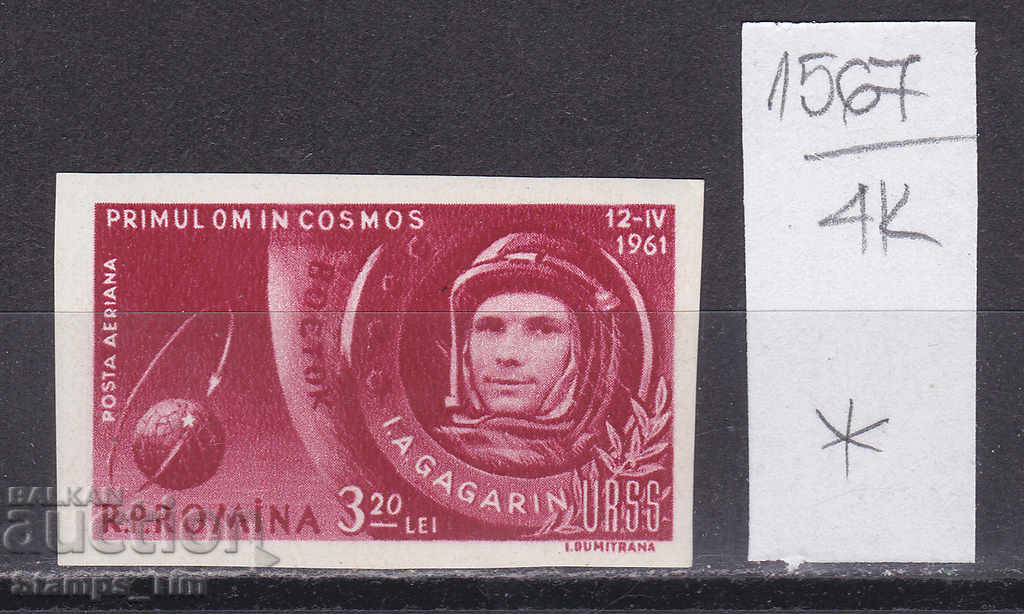 PRIMUL OM IN COSMOS
12-IV
1961
POSTA AERIANA
ВОСТОК
I.A. GAGARIN
URSS
R.P. ROMINA 3.20 LEI
I. DUMITRANA
1567
4K
*
BALKAN
auction
stamps_1lm